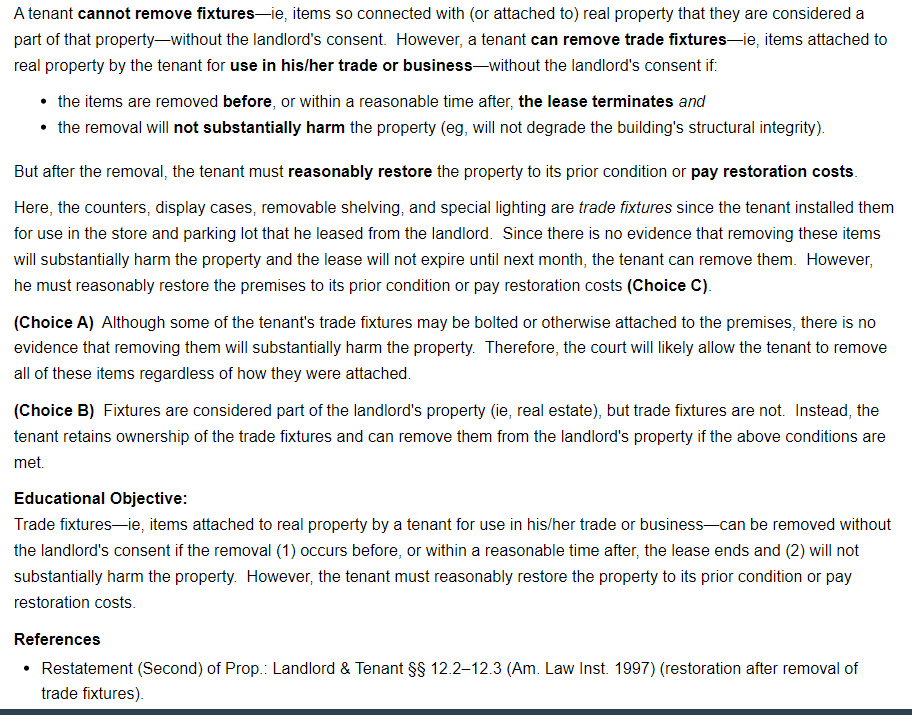 A tenant cannot remove fixtures—ie, items so connected with (or attached to) real property that they are considered a
part of that property—without the landlord's consent.  However, a tenant can remove trade fixtures—ie, items attached to
real property by the tenant for use in his/her trade or business—without the landlord's consent if:
• the items are removed before, or within a reasonable time after, the lease terminates and
• the removal will not substantially harm the property (eg, will not degrade the building's structural integrity).
But after the removal, the tenant must reasonably restore the property to its prior condition or pay restoration costs.
Here, the counters, display cases, removable shelving, and special lighting are trade fixtures since the tenant installed them
for use in the store and parking lot that he leased from the landlord.  Since there is no evidence that removing these items
will substantially harm the property and the lease will not expire until next month, the tenant can remove them.  However,
he must reasonably restore the premises to its prior condition or pay restoration costs (Choice C).
(Choice A)  Although some of the tenant's trade fixtures may be bolted or otherwise attached to the premises, there is no
evidence that removing them will substantially harm the property.  Therefore, the court will likely allow the tenant to remove
all of these items regardless of how they were attached.
(Choice B)  Fixtures are considered part of the landlord's property (ie, real estate), but trade fixtures are not.  Instead, the
tenant retains ownership of the trade fixtures and can remove them from the landlord's property if the above conditions are
met.
Educational Objective:
Trade fixtures—ie, items attached to real property by a tenant for use in his/her trade or business—can be removed without
the landlord's consent if the removal (1) occurs before, or within a reasonable time after, the lease ends and (2) will not
substantially harm the property.  However, the tenant must reasonably restore the property to its prior condition or pay
restoration costs.
References
• Restatement (Second) of Prop.: Landlord & Tenant §§ 12.2–12.3 (Am. Law Inst. 1997) (restoration after removal of
trade fixtures).